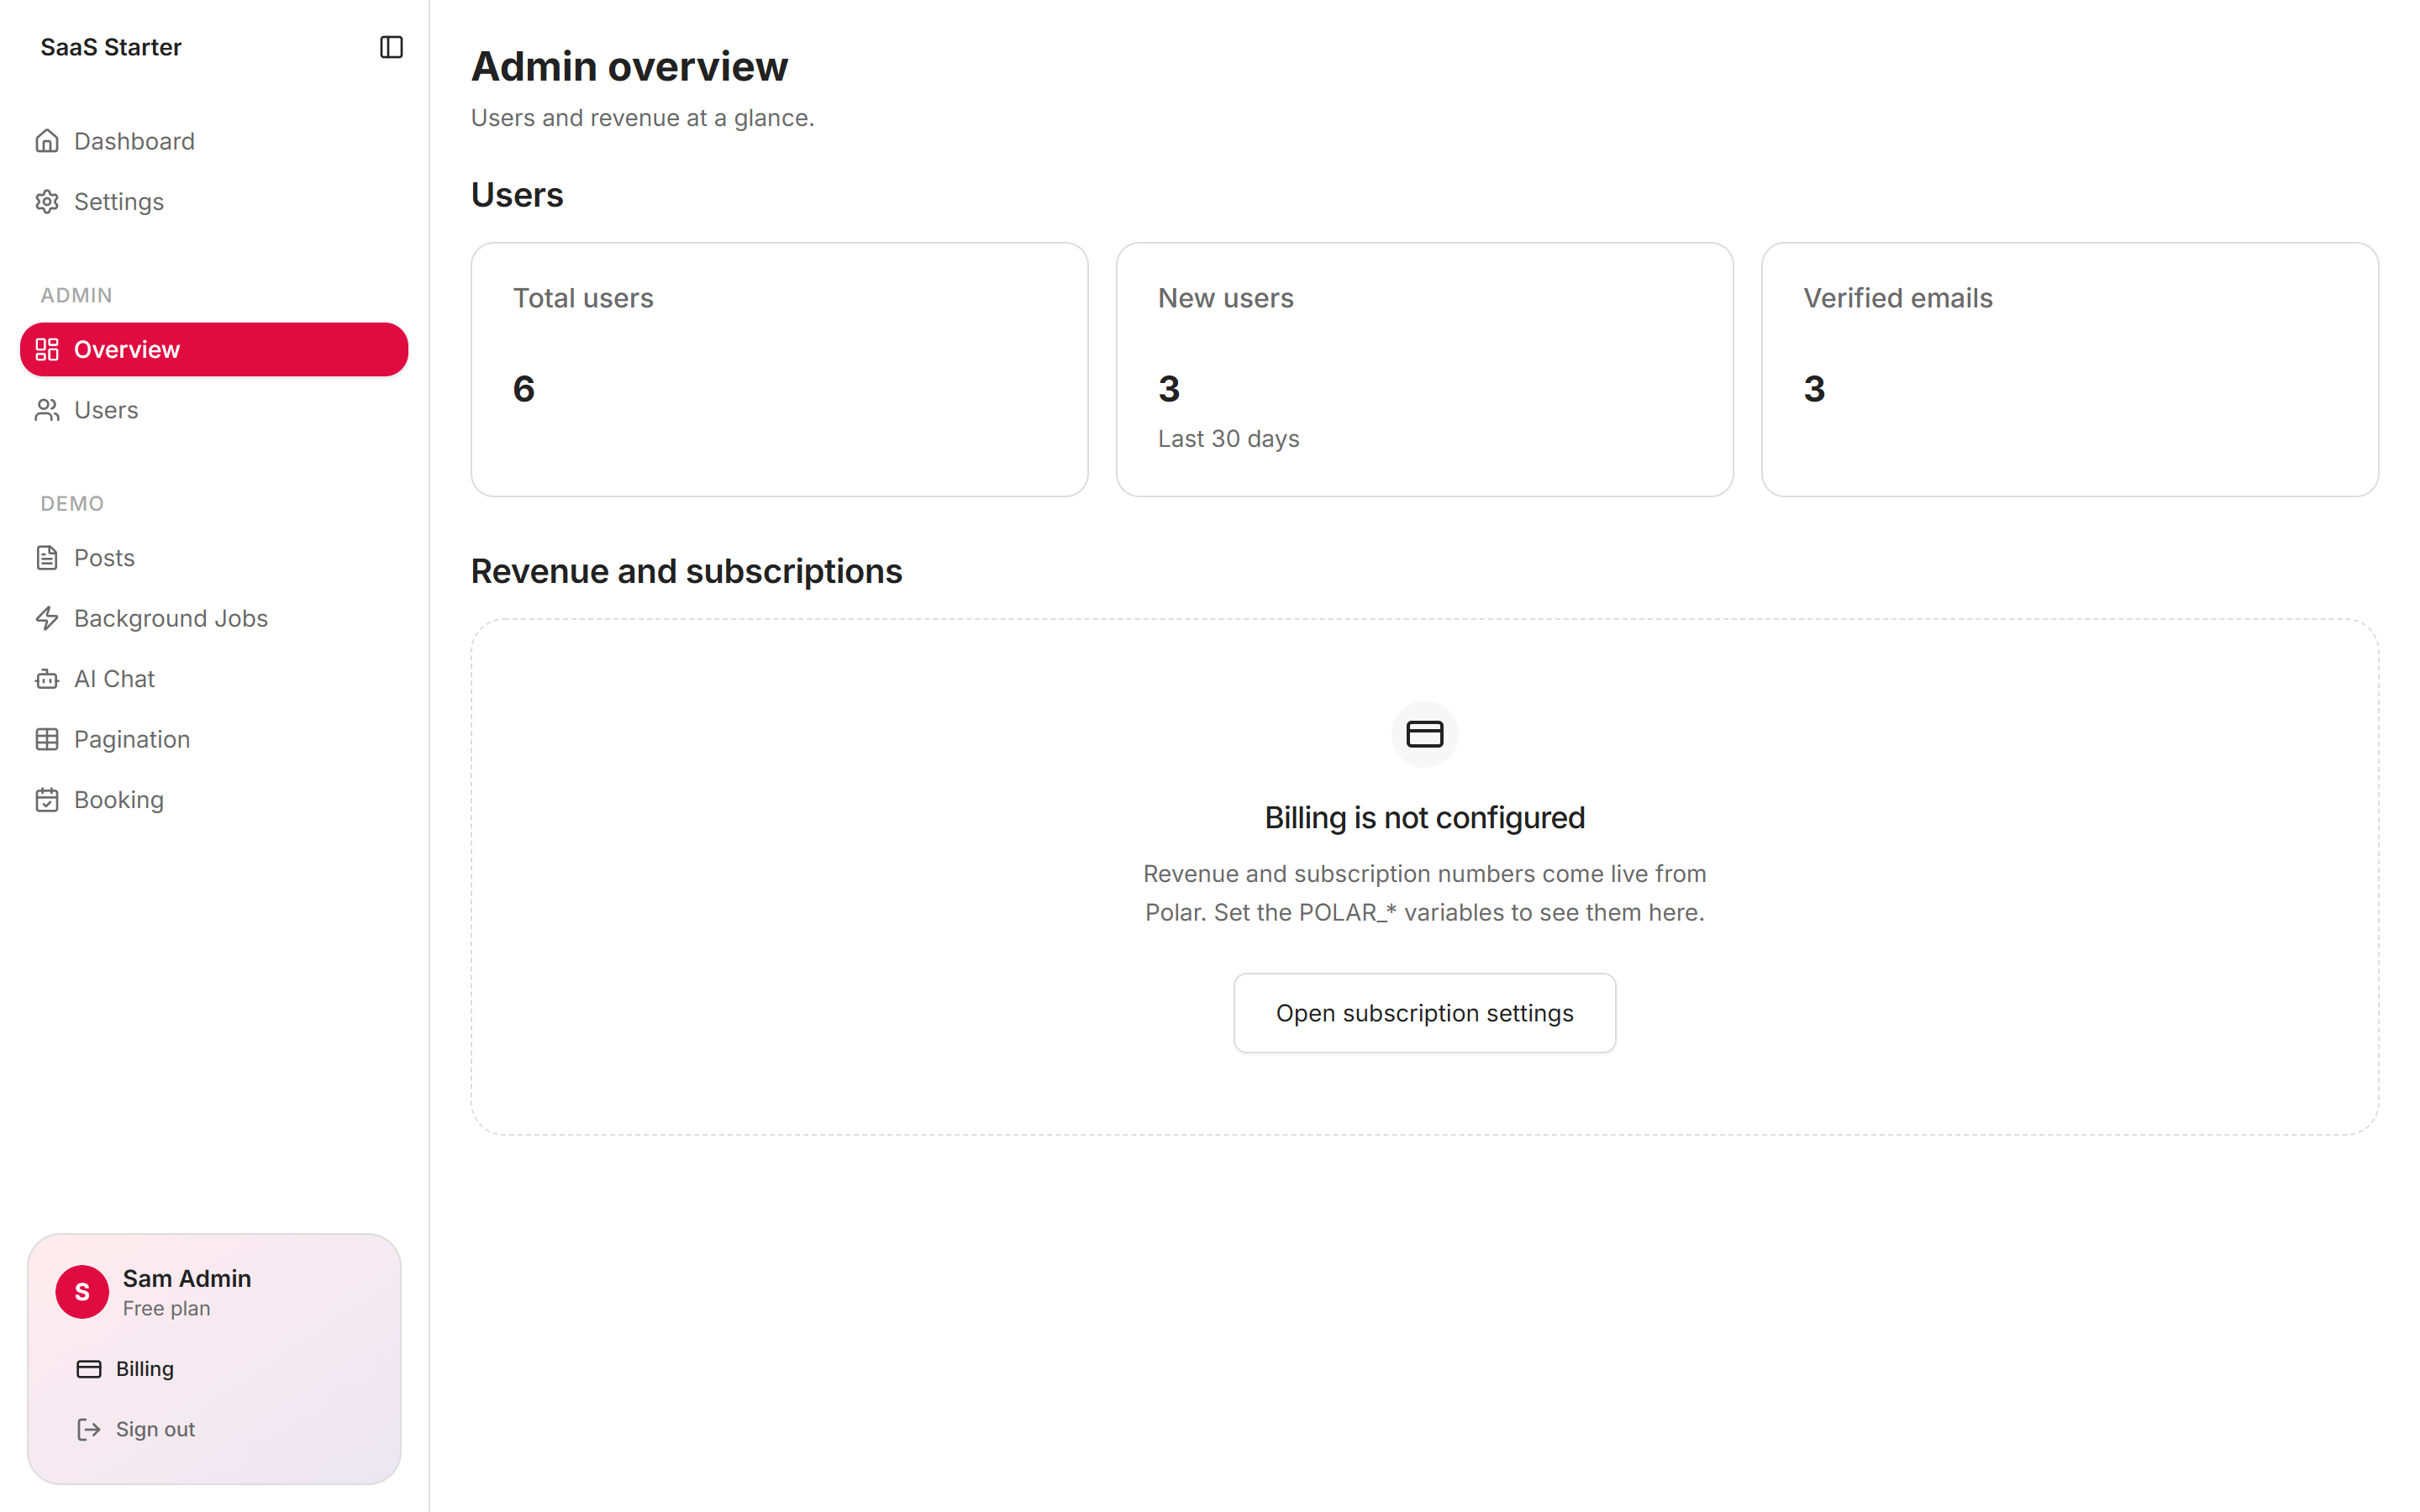 SaaS Starter
Dashboard
Settings
ADMIN
Overview
Users
DEMO
Posts
Background Jobs
AI Chat
Pagination
Booking
S
Sam Admin
Free plan
Billing
Sign out
Admin overview
Users and revenue at a glance.
Users
Total users
6
New users
3
Last 30 days
Verified emails
3
Revenue and subscriptions
Billing is not configured
Revenue and subscription numbers come live from
Polar. Set the POLAR_* variables to see them here.
Open subscription settings